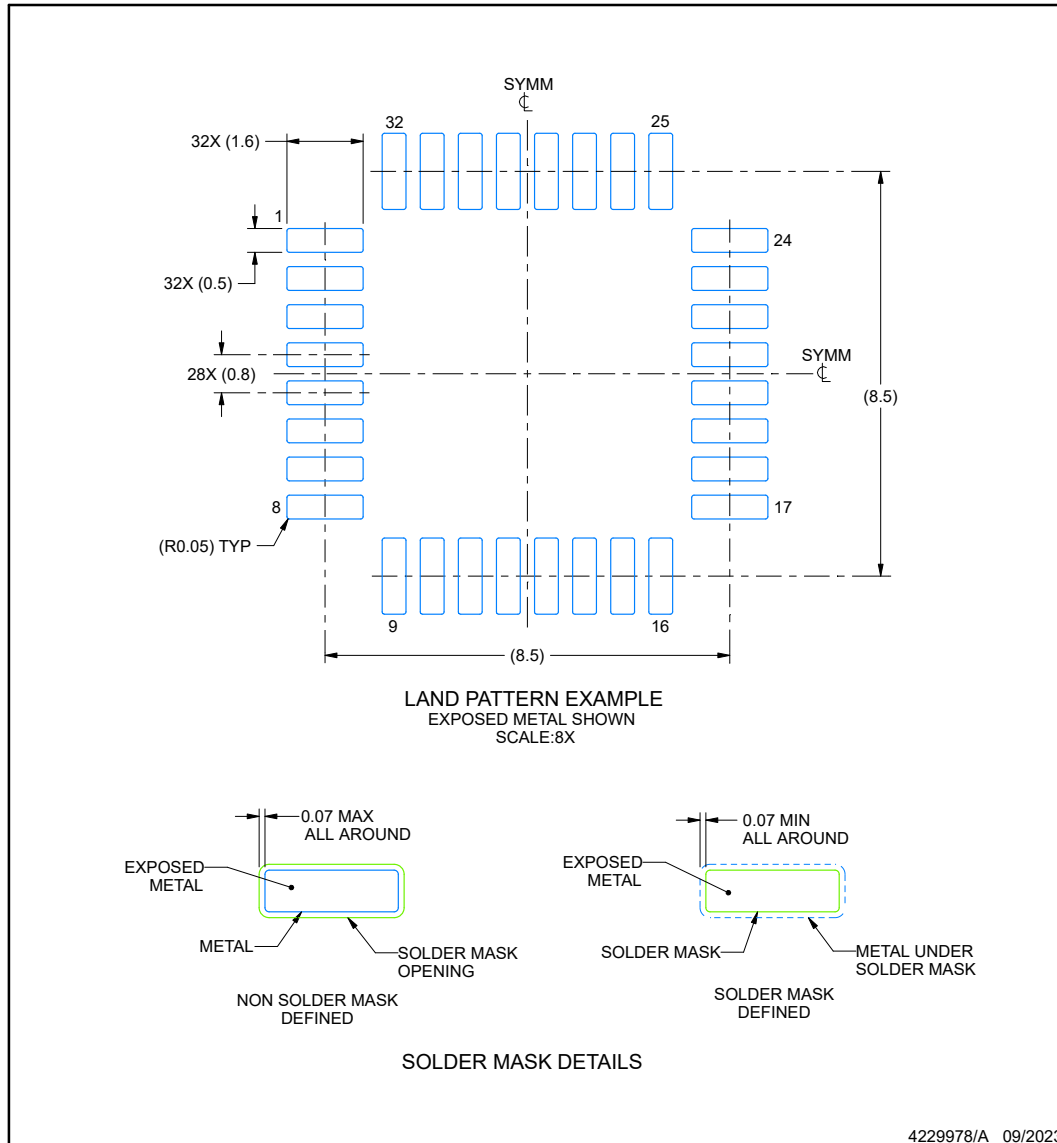 SYMM
℄
32
25
32X (1.6)
1
24
32X (0.5)
SYMM
℄
28X (0.8)
(8.5)
8
17
(R0.05) TYP
9
16
(8.5)
LAND PATTERN EXAMPLE
EXPOSED METAL SHOWN
SCALE:8X
0.07 MAX
ALL AROUND
EXPOSED
METAL
METAL
SOLDER MASK
OPENING
NON SOLDER MASK
DEFINED
0.07 MIN
ALL AROUND
EXPOSED
METAL
SOLDER MASK
METAL UNDER
SOLDER MASK
SOLDER MASK
DEFINED
SOLDER MASK DETAILS
4229978/A 09/2023